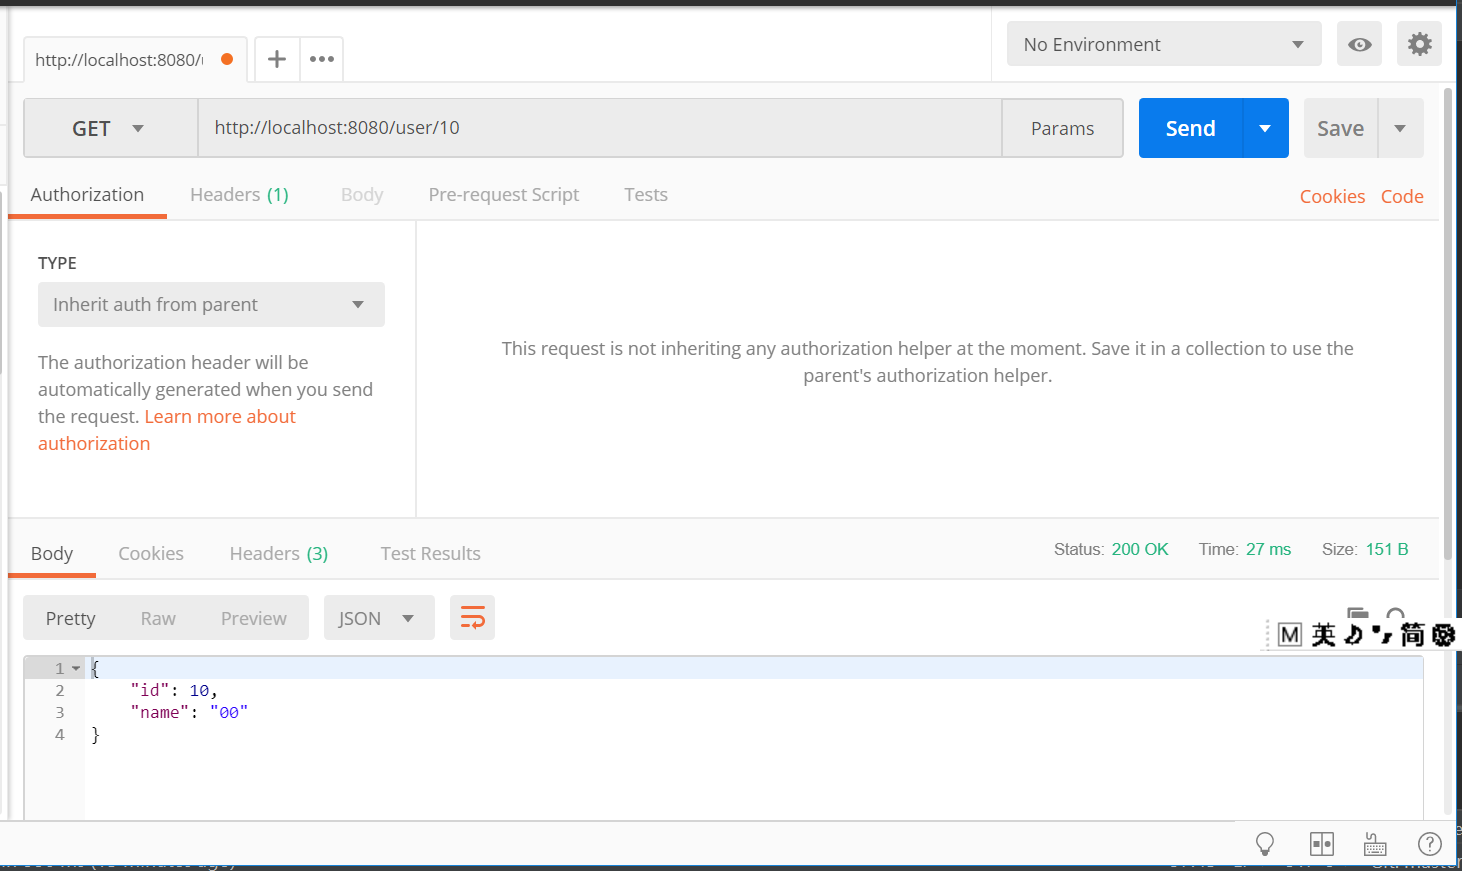 http://localhost:8080/
No Environment
GET
http://localhost:8080/user/10
Params
Send
Save
Authorization
Headers (1)
Body
Pre-request Script
Tests
Cookies
Code
TYPE
Inherit auth from parent
The authorization header will be
automatically generated when you send
the request. Learn more about
authorization
This request is not inheriting any authorization helper at the moment. Save it in a collection to use the
parent's authorization helper.
Body
Cookies
Headers (3)
Test Results
Status: 200 OK
Time: 27 ms
Size: 151 B
Pretty
Raw
Preview
JSON
M 英 简
1 {
2 "id": 10,
3 "name": "00"
4 }